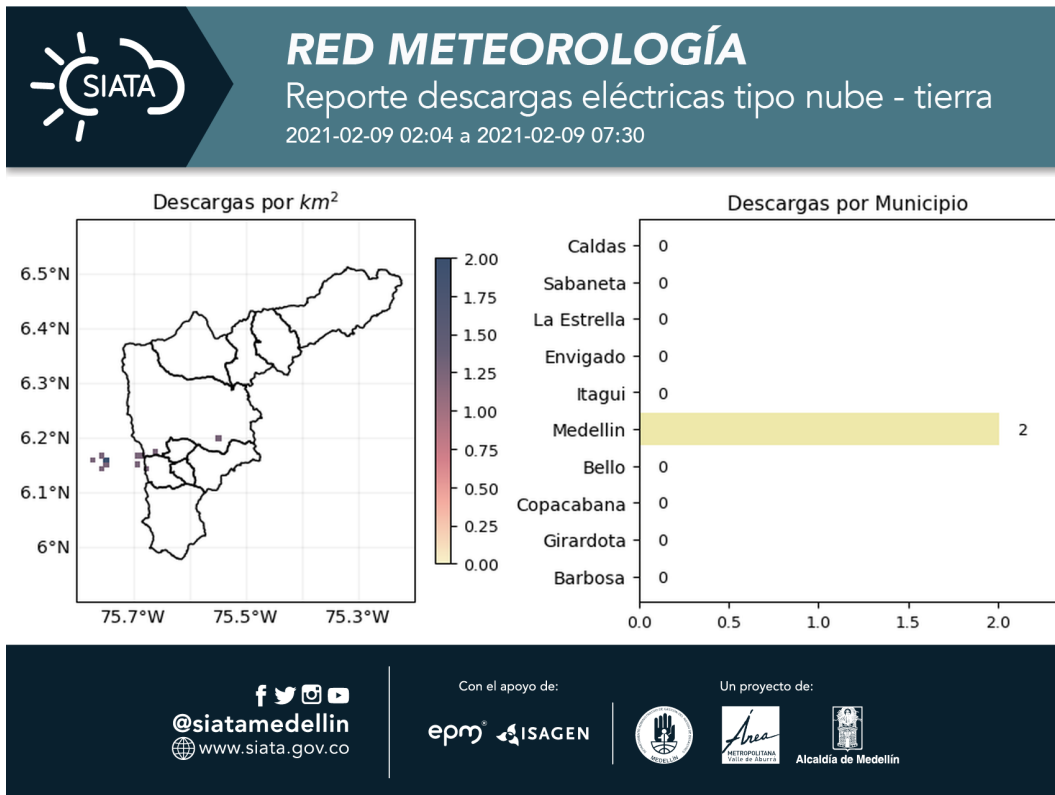 SIATA
RED METEOROLOGÍA
Reporte descargas eléctricas tipo nube - tierra
2021-02-09 02:04 a 2021-02-09 07:30
Descargas por km²
6.5°N
6.4°N
6.3°N
6.2°N
6.1°N
6°N
75.7°W 75.5°W 75.3°W
2.00
1.75
1.50
1.25
1.00
0.75
0.50
0.25
0.00
Descargas por Municipio
Caldas 0
Sabaneta 0
La Estrella 0
Envigado 0
Itagui 0
Medellin 2
Bello 0
Copacabana 0
Girardota 0
Barbosa 0
0.0 0.5 1.0 1.5 2.0
@siatamedellin
www.siata.gov.co
Con el apoyo de:
epm® ISAGEN
Un proyecto de:
MEDELLIN
Área
METROPOLITANA
Valle de Aburrá
Alcaldía de Medellín